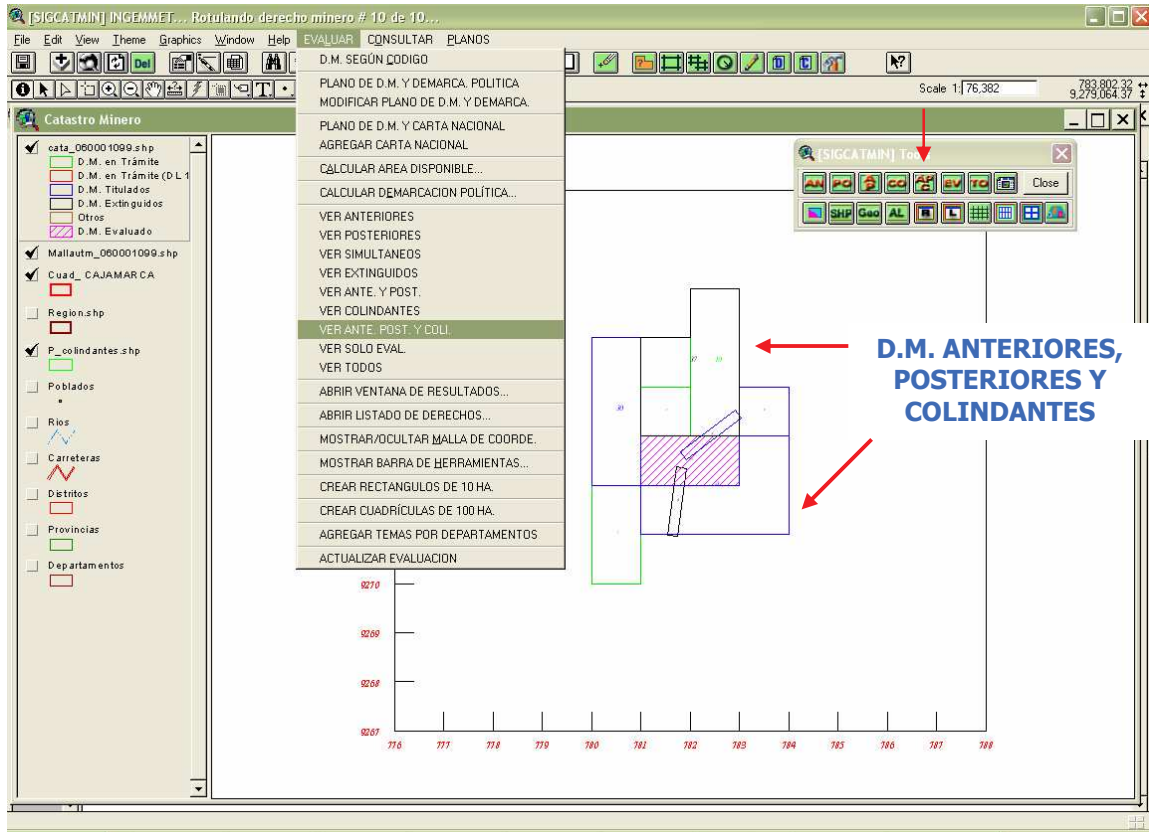 [SIGCATMIN] INGEMMET... Rotulando derecho minero # 10 de 10...
File Edit View Theme Graphics Window Help EVALUAR CONSULTAR PLANOS
Del
Scale 1: 76,382
783,802.32
9,279,064.37
Catastro Minero
cata_060001099.shp
D.M. en Trámite
D.M. en Trámite (D L 1
D.M. Titulados
D.M. Extinguidos
Otros
D.M. Evaluado
Mallautm_060001099.shp
Cuad_ CAJAMARCA
Region.shp
P_colindantes.shp
Poblados
Rios
Carreteras
Distritos
Provincias
Departamentos
D.M. SEGÚN CODIGO
PLANO DE D.M. Y DEMARCA. POLITICA
MODIFICAR PLANO DE D.M. Y DEMARCA.
PLANO DE D.M. Y CARTA NACIONAL
AGREGAR CARTA NACIONAL
CALCULAR AREA DISPONIBLE...
CALCULAR DEMARCACION POLÍTICA...
VER ANTERIORES
VER POSTERIORES
VER SIMULTANEOS
VER EXTINGUIDOS
VER ANTE. Y POST.
VER COLINDANTES
VER ANTE. POST. Y COLI.
VER SOLO EVAL.
VER TODOS
ABRIR VENTANA DE RESULTADOS...
ABRIR LISTADO DE DERECHOS...
MOSTRAR/OCULTAR MALLA DE COORDE.
MOSTRAR BARRA DE HERRAMIENTAS...
CREAR RECTANGULOS DE 10 HA.
CREAR CUADRÍCULAS DE 100 HA.
AGREGAR TEMAS POR DEPARTAMENTOS
ACTUALIZAR EVALUACION
[SIGCATMIN] Tools
AN PO CO EV TO Close
SHP Geo AL R L
D.M. ANTERIORES,
POSTERIORES Y
COLINDANTES
9270
9269
9268
9267
776 777 778 779 780 781 782 783 784 785 786 787 788